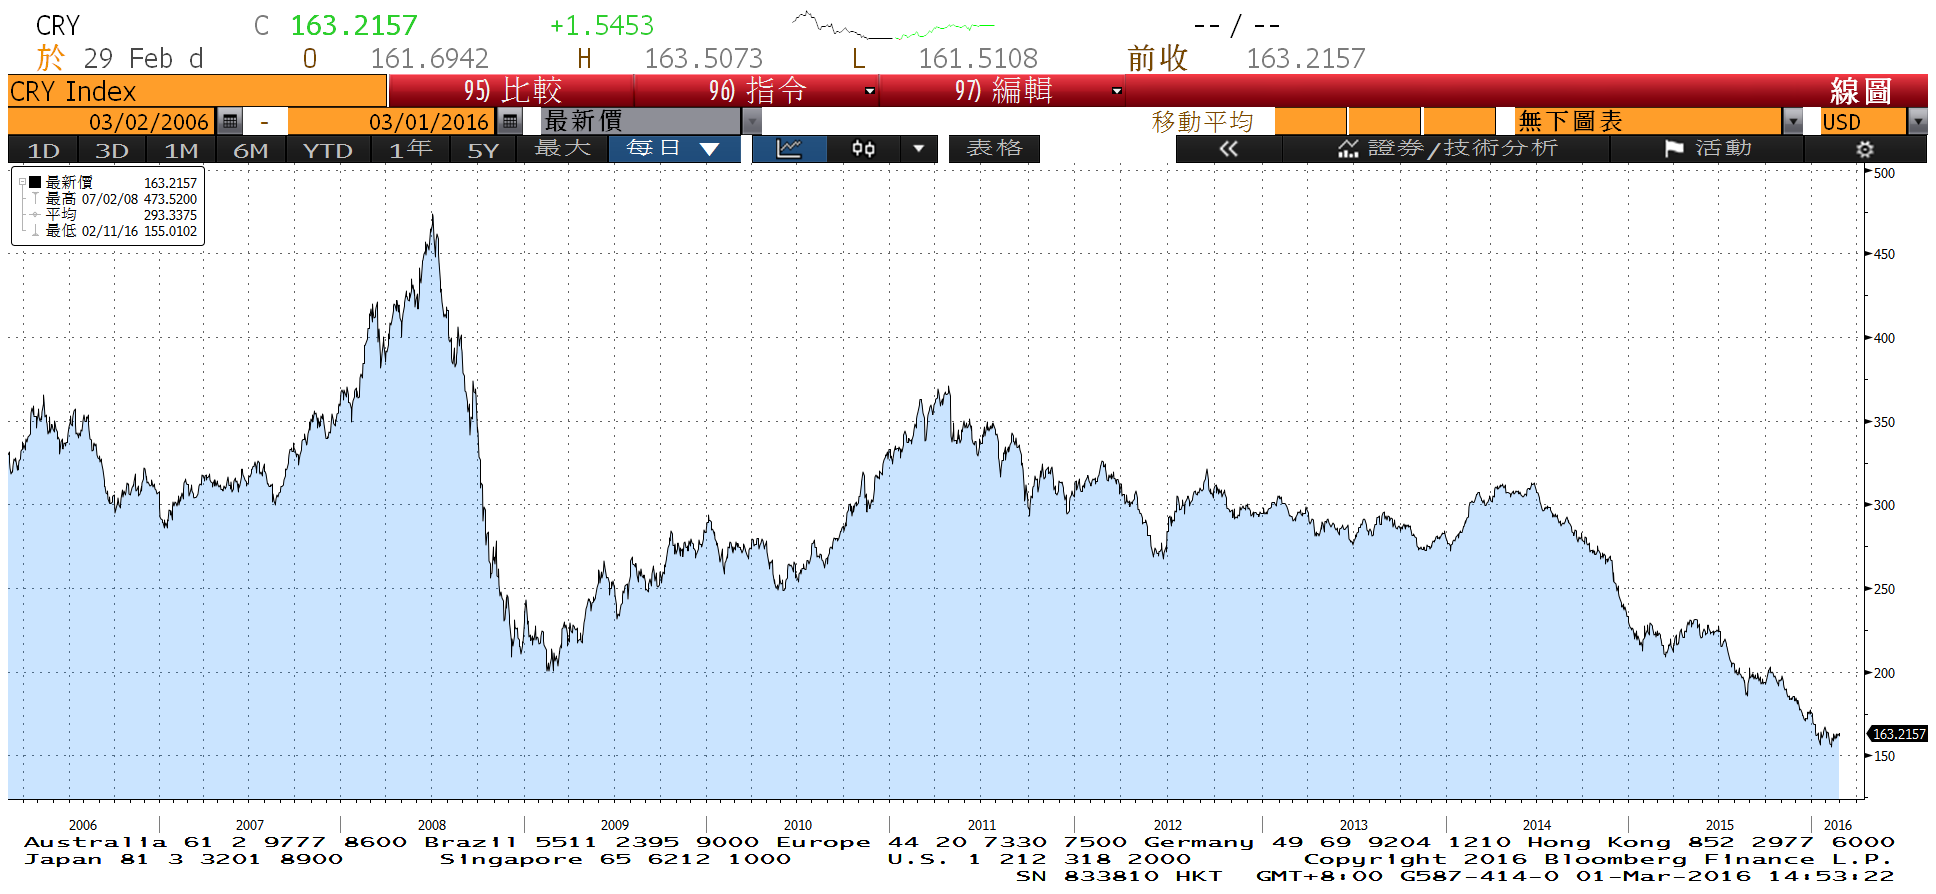 CRY C 163.2157 +1.5453 -- / --
於 29 Feb d O 161.6942 H 163.5073 L 161.5108 前收 163.2157
CRY Index 95) 比較 96) 指令 97) 編輯 線圖
03/02/2006 - 03/01/2016 最新價 移動平均 無下圖表 USD
1D 3D 1M 6M YTD 1年 5Y 最大 每日 表格 證券/技術分析 活動
最新價 163.2157
最高 07/02/08 473.5200
平均 293.3375
最低 02/11/16 155.0102
500
450
400
350
300
250
200
163.2157
150
2006 2007 2008 2009 2010 2011 2012 2013 2014 2015 2016
Australia 61 2 9777 8600 Brazil 5511 2395 9000 Europe 44 20 7330 7500 Germany 49 69 9204 1210 Hong Kong 852 2977 6000
Japan 81 3 3201 8900 Singapore 65 6212 1000 U.S. 1 212 318 2000 Copyright 2016 Bloomberg Finance L.P.
SN 833810 HKT GMT+8:00 G587-414-0 01-Mar-2016 14:53:22